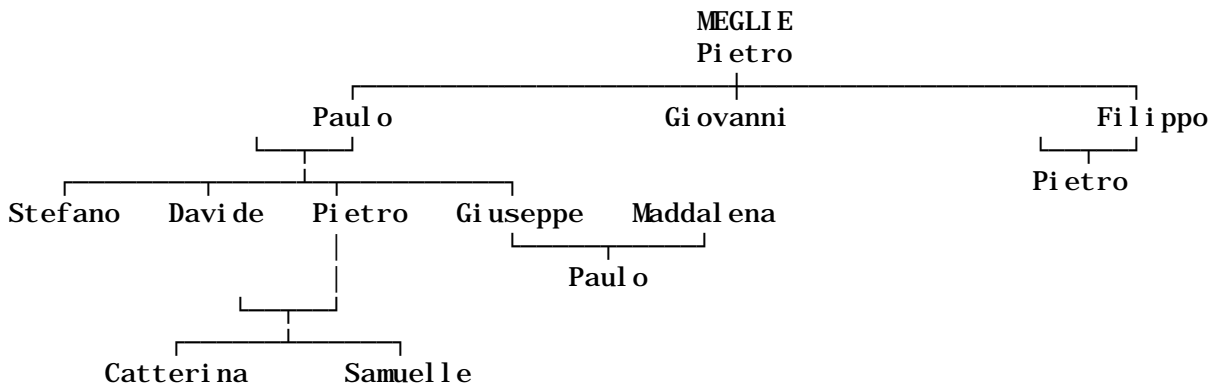 MEGLIE
Pietro
Paulo Giovanni Filippo
Pietro
Stefano Davide Pietro Giuseppe Maddalena
Paulo
Catterina Samuelle